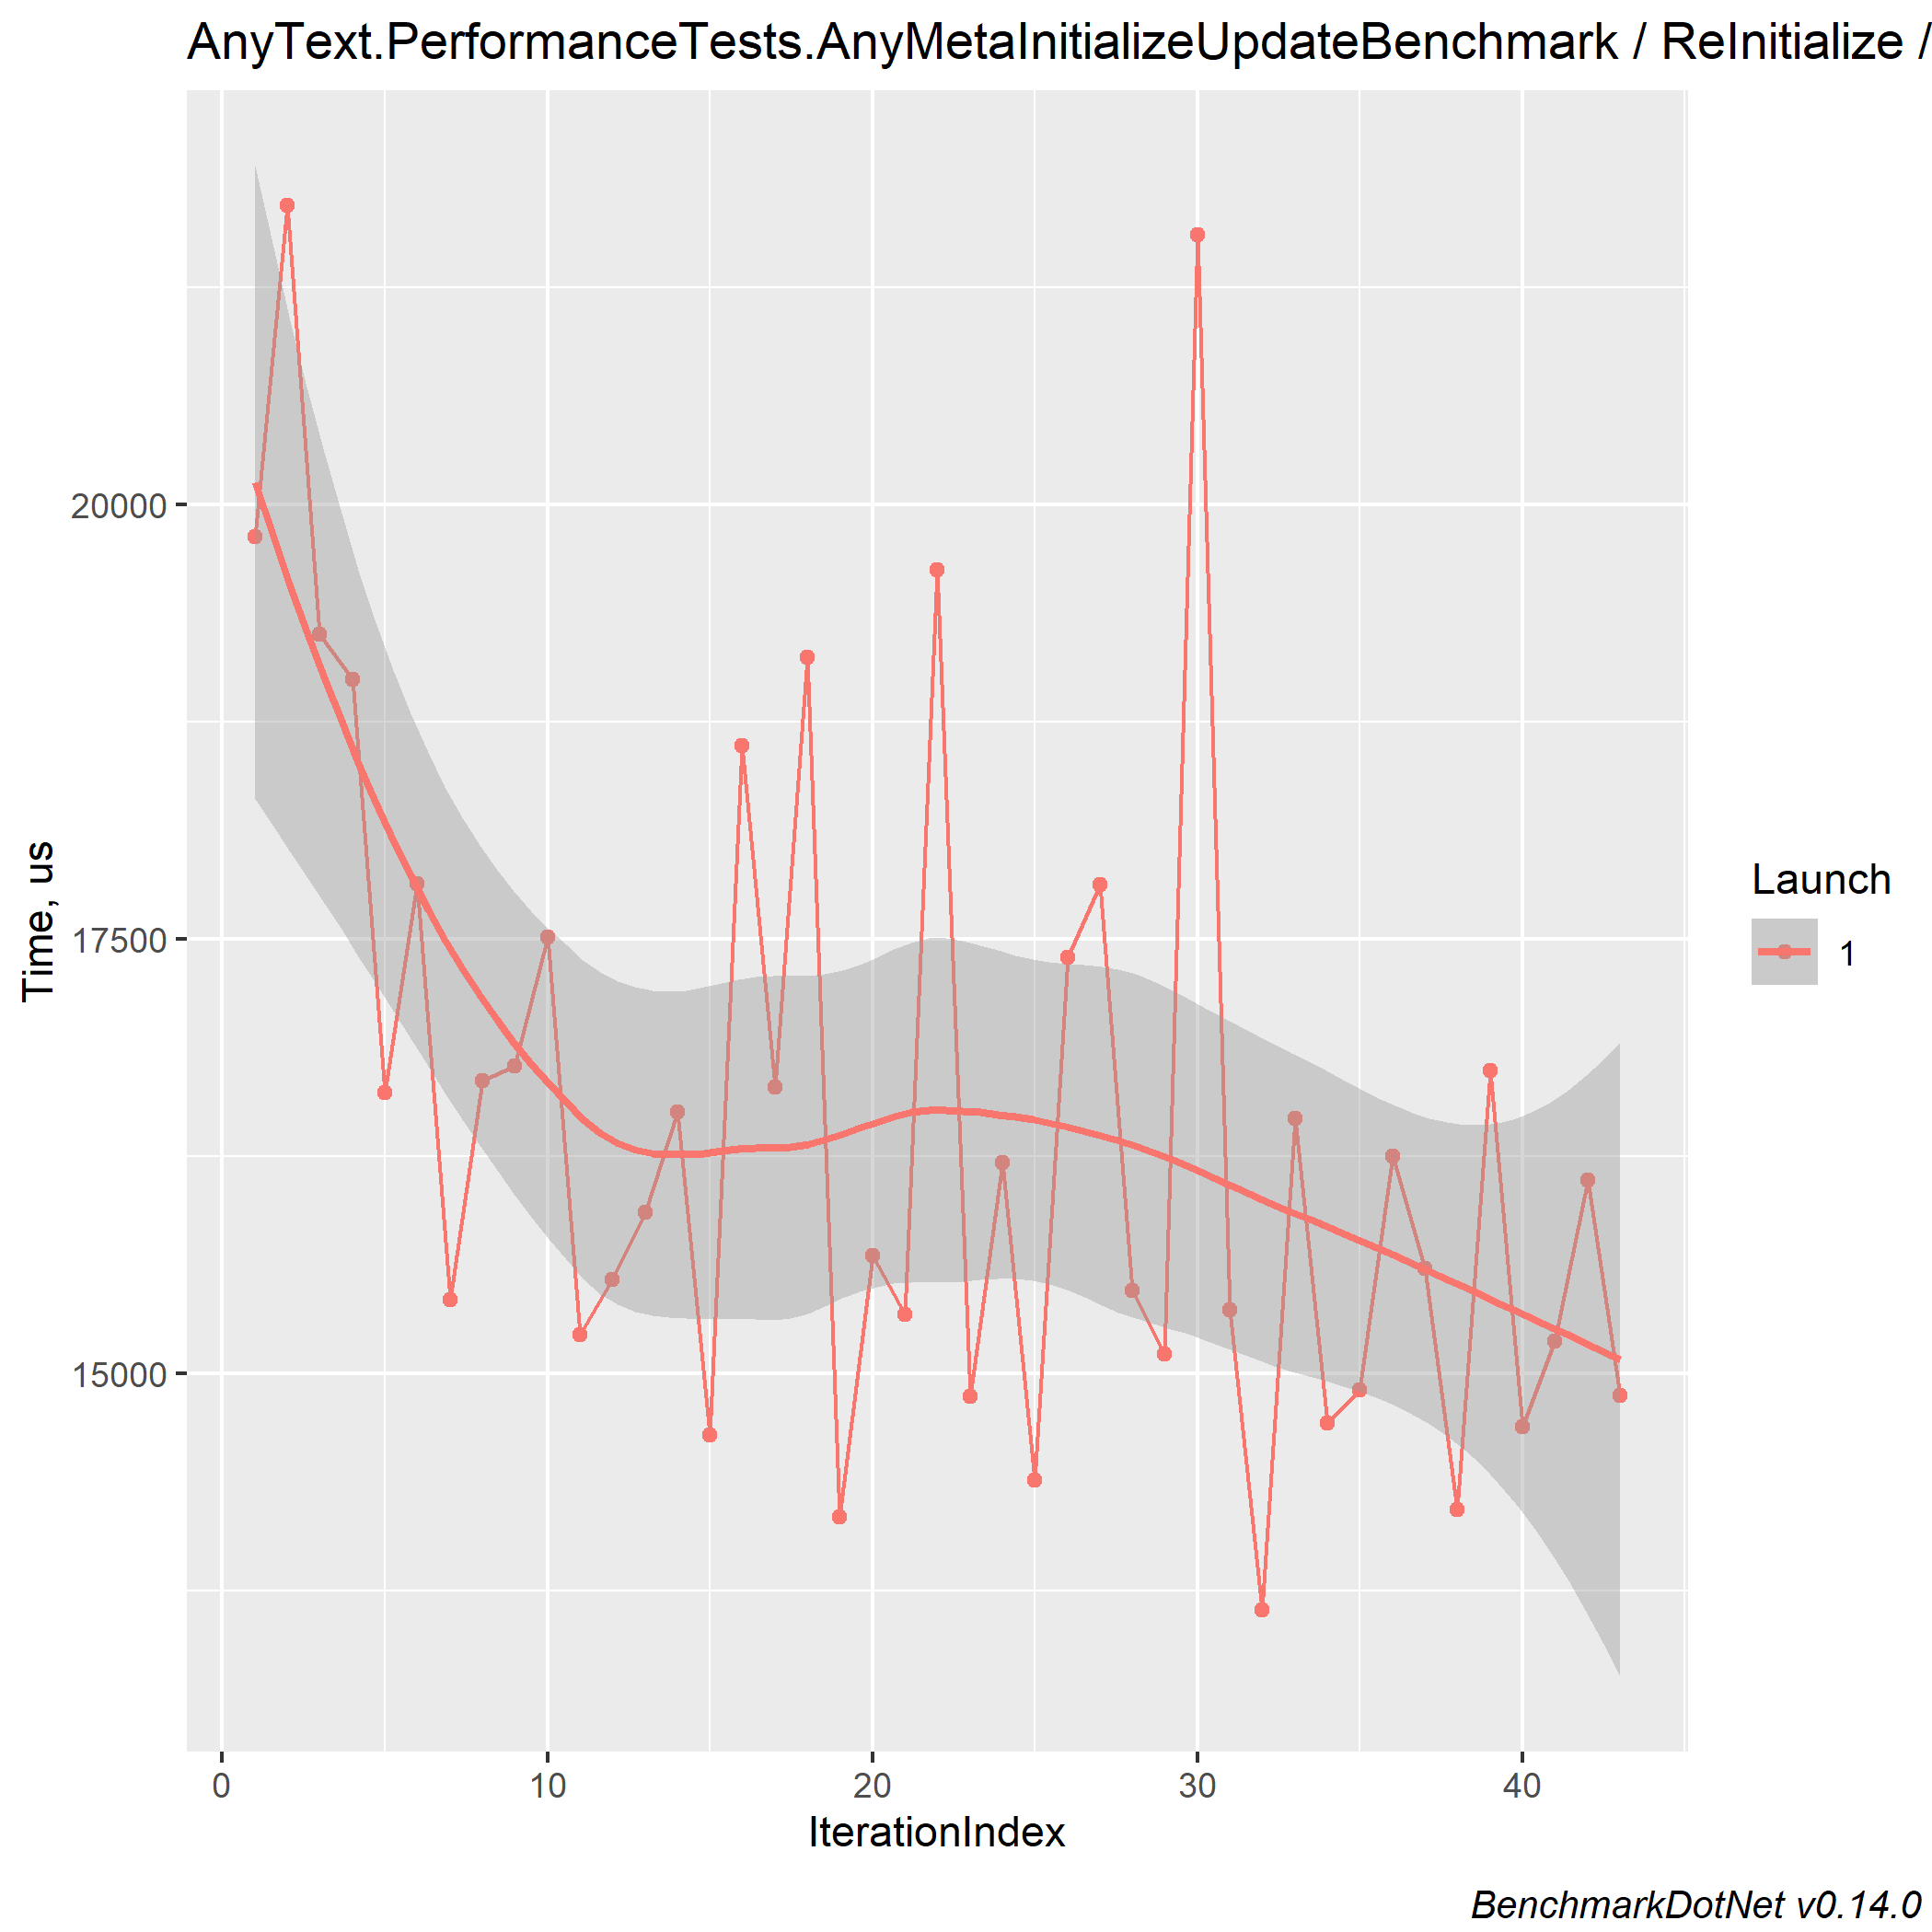 AnyText.PerformanceTests.AnyMetaInitializeUpdateBenchmark / ReInitialize /
Time, us
20000
17500
15000
0 10 20 30 40
IterationIndex
Launch
1
BenchmarkDotNet v0.14.0